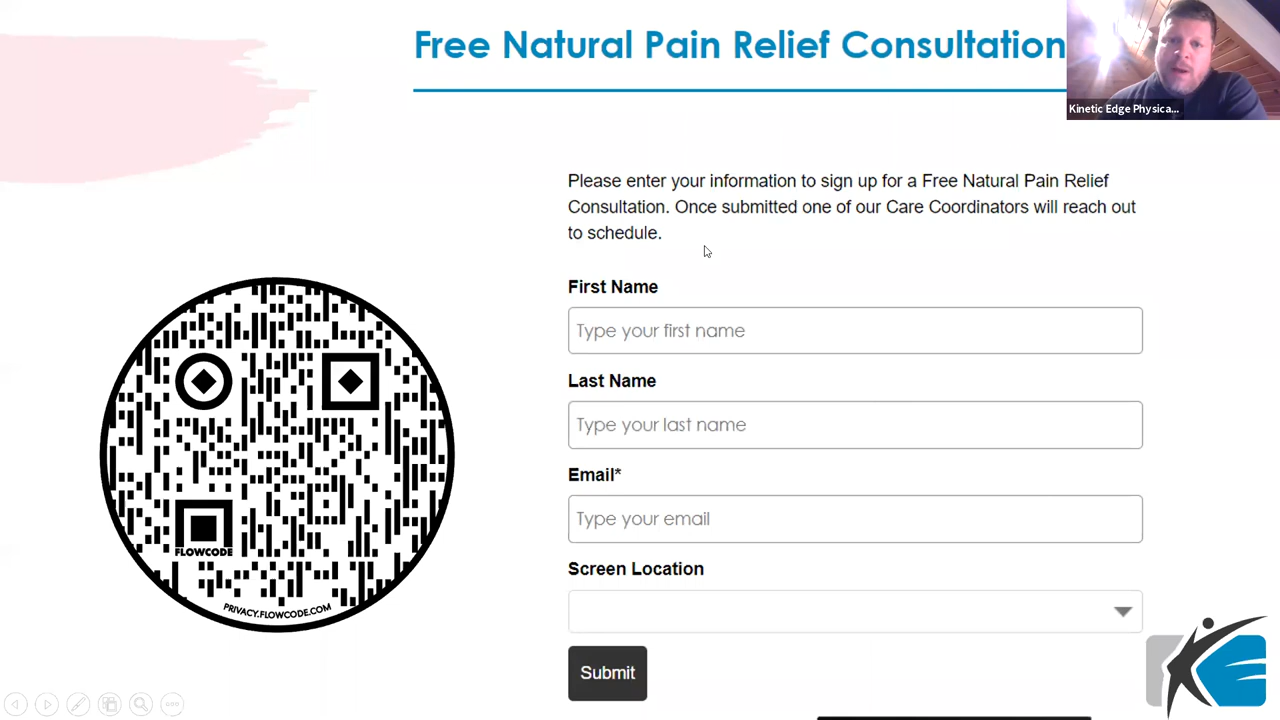 Free Natural Pain Relief Consultation
Kinetic Edge Physica...
Please enter your information to sign up for a Free Natural Pain Relief
Consultation. Once submitted one of our Care Coordinators will reach out
to schedule.
First Name
Type your first name
Last Name
Type your last name
Email*
Type your email
Screen Location
Submit
FLOWCODE
PRIVACY.FLOWCODE.COM